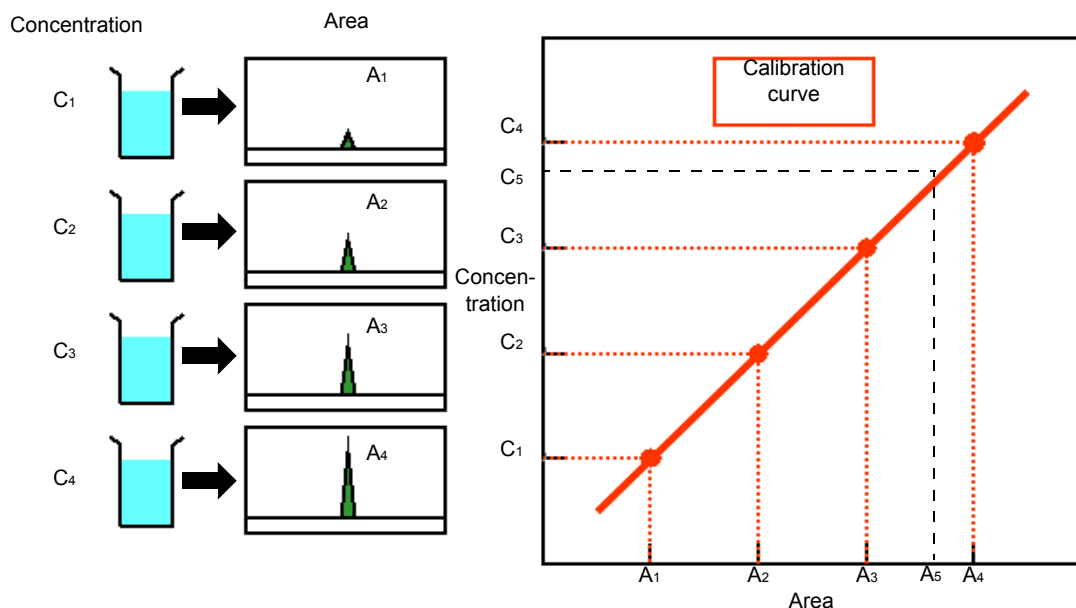 Concentration
Area
C1
A1
C2
A2
C3
A3
C4
A4
Calibration
curve
C4
C5
C3
Concen-
tration
C2
C1
A1 A2 A3 A5 A4
Area